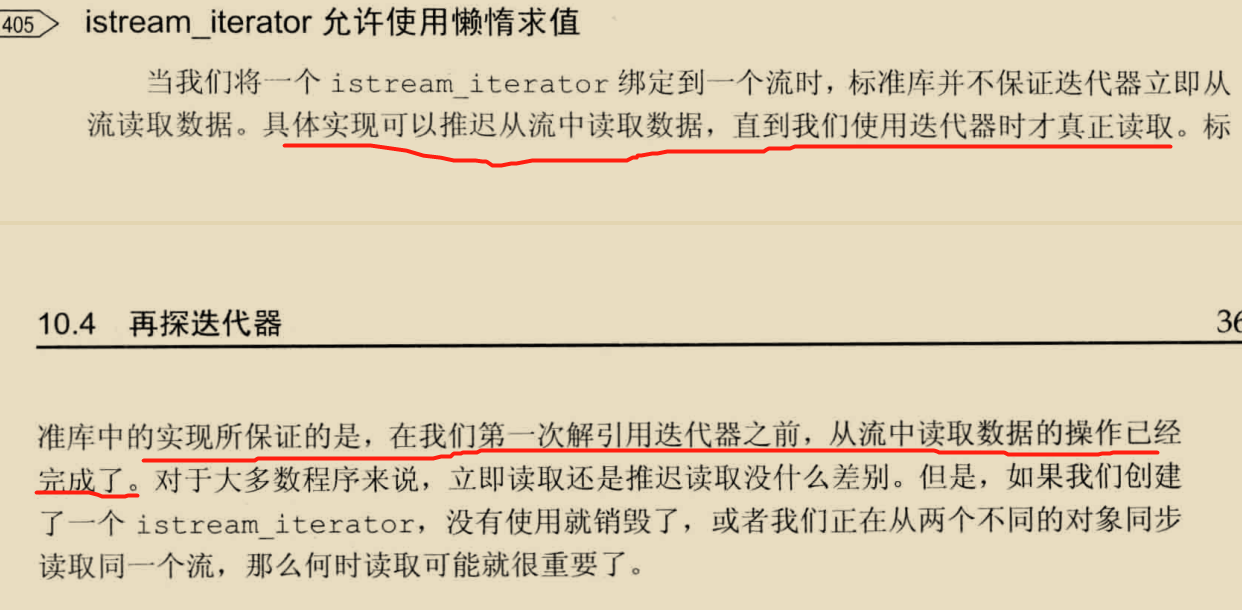 405
istream_iterator 允许使用懒惰求值
当我们将一个 istream_iterator 绑定到一个流时，标准库并不保证迭代器立即从
流读取数据。具体实现可以推迟从流中读取数据，直到我们使用迭代器时才真正读取。标
10.4 再探迭代器
准库中的实现所保证的是，在我们第一次解引用迭代器之前，从流中读取数据的操作已经
完成了。对于大多数程序来说，立即读取还是推迟读取没什么差别。但是，如果我们创建
了一个 istream_iterator，没有使用就销毁了，或者我们正在从两个不同的对象同步
读取同一个流，那么何时读取可能就很重要了。